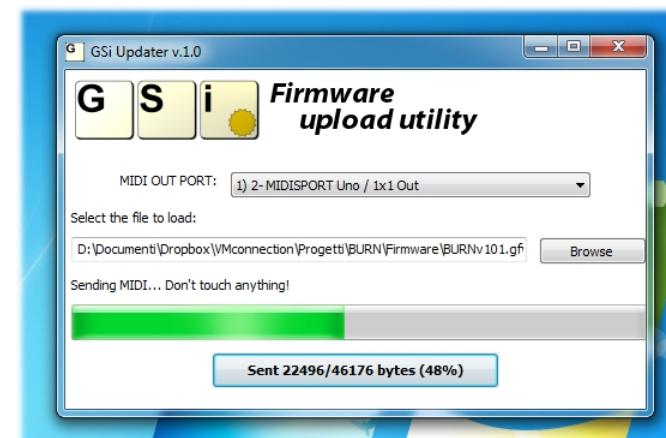 G GSi Updater v.1.0
G S i
Firmware
upload utility
MIDI OUT PORT: 1) 2- MIDISPORT Uno / 1x1 Out
Select the file to load:
D:\Documenti\Dropbox\VMconnection\Progetti\BURN\Firmware\BURNv101.gf Browse
Sending MIDI... Don't touch anything!
Sent 22496/46176 bytes (48%)